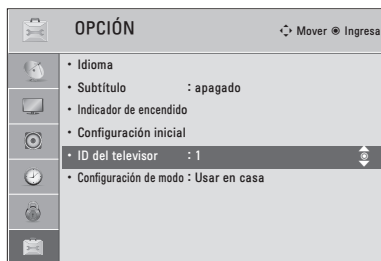 OPCIÓN
Mover ◉ Ingresa
• Idioma
• Subtítulo : apagado
• Indicador de encendido
• Configuración inicial
• ID del televisor : 1
• Configuración de modo : Usar en casa